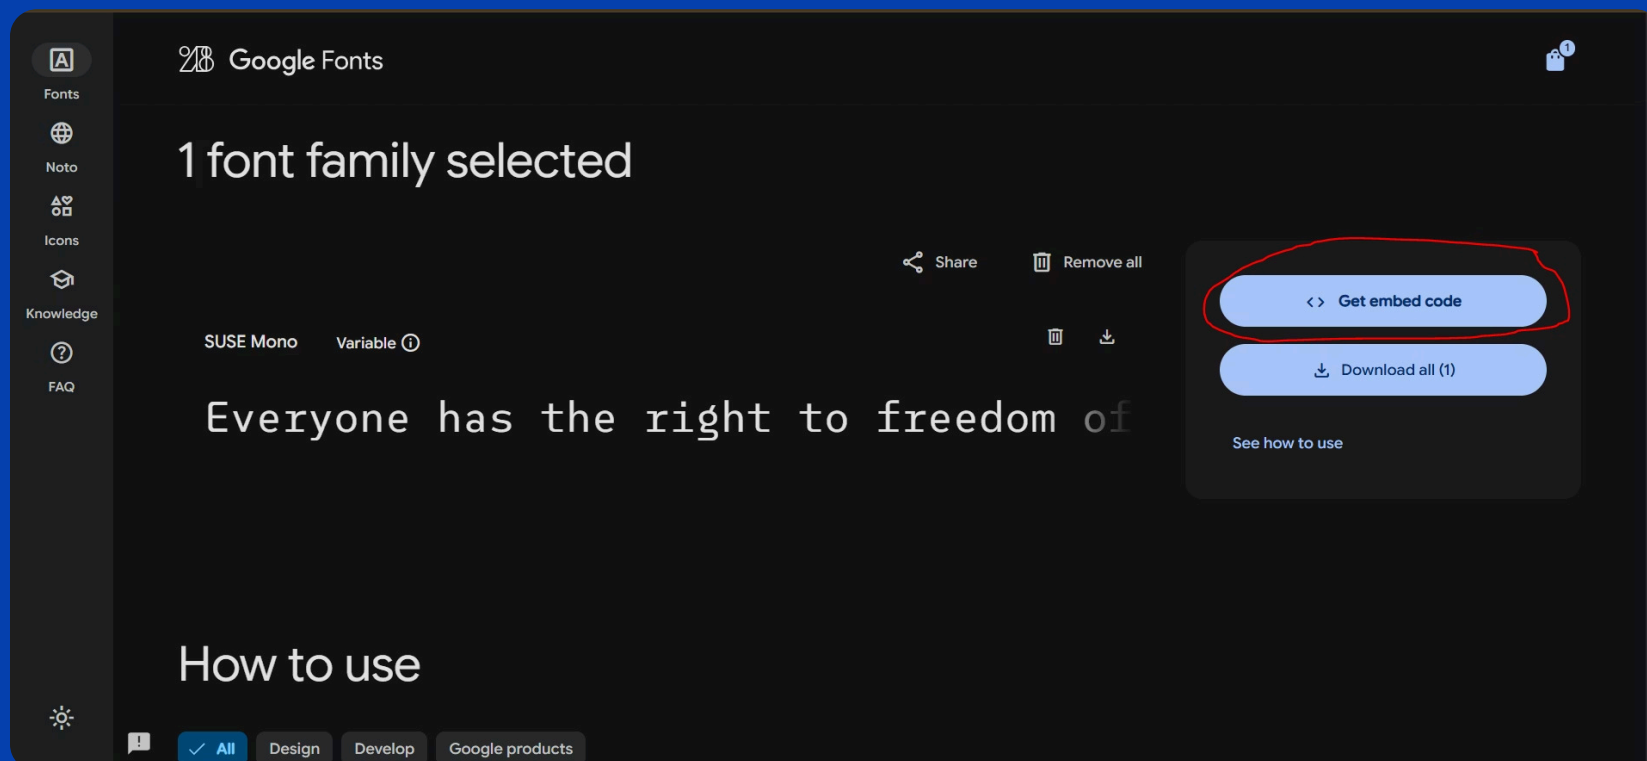 Google Fonts
1
Fonts
Noto
Icons
Knowledge
FAQ
1 font family selected
Share
Remove all
<> Get embed code
SUSE Mono
Variable
Download all (1)
Everyone has the right to freedom of
See how to use
How to use
All
Design
Develop
Google products